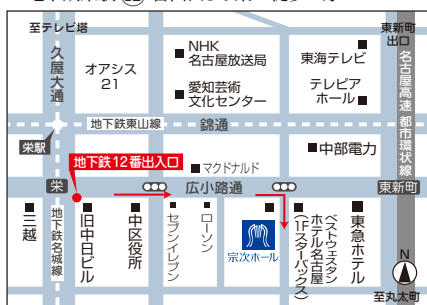 至テレビ塔
東新町
出口
久屋大通
オアシス
21
NHK
名古屋放送局
愛知芸術
文化センター
東海テレビ
テレピア
ホール
名古屋高速 都市環状線
地下鉄東山線
錦通
栄駅
地下鉄12番出入口
マクドナルド
中部電力
栄
広小路通
東新町
三越
地下鉄名城線
旧中日ビル
中区役所
セブンイレブン
ローソン
宗次ホール
ベストウェスタン
ホテル名古屋
(1Fスターバックス)
東急ホテル
N
至丸太町